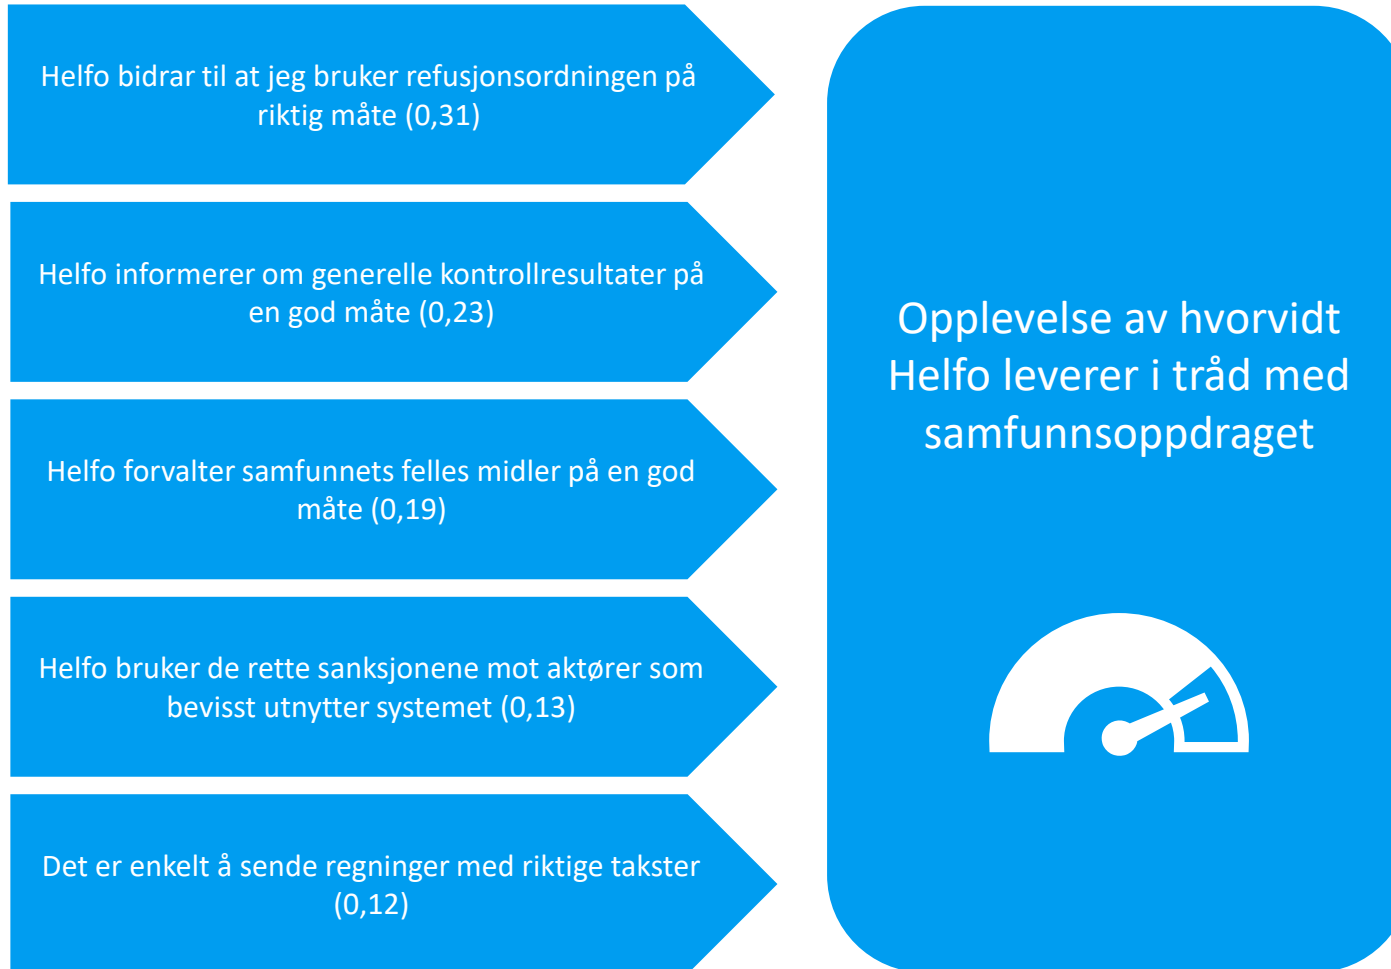 Helfo bidrar til at jeg bruker refusjonsordningen på
riktig måte (0,31)
Helfo informerer om generelle kontrollresultater på
en god måte (0,23)
Helfo forvalter samfunnets felles midler på en god
måte (0,19)
Helfo bruker de rette sanksjonene mot aktører som
bevisst utnytter systemet (0,13)
Det er enkelt å sende regninger med riktige takster
(0,12)
Opplevelse av hvorvidt
Helfo leverer i tråd med
samfunnsoppdraget